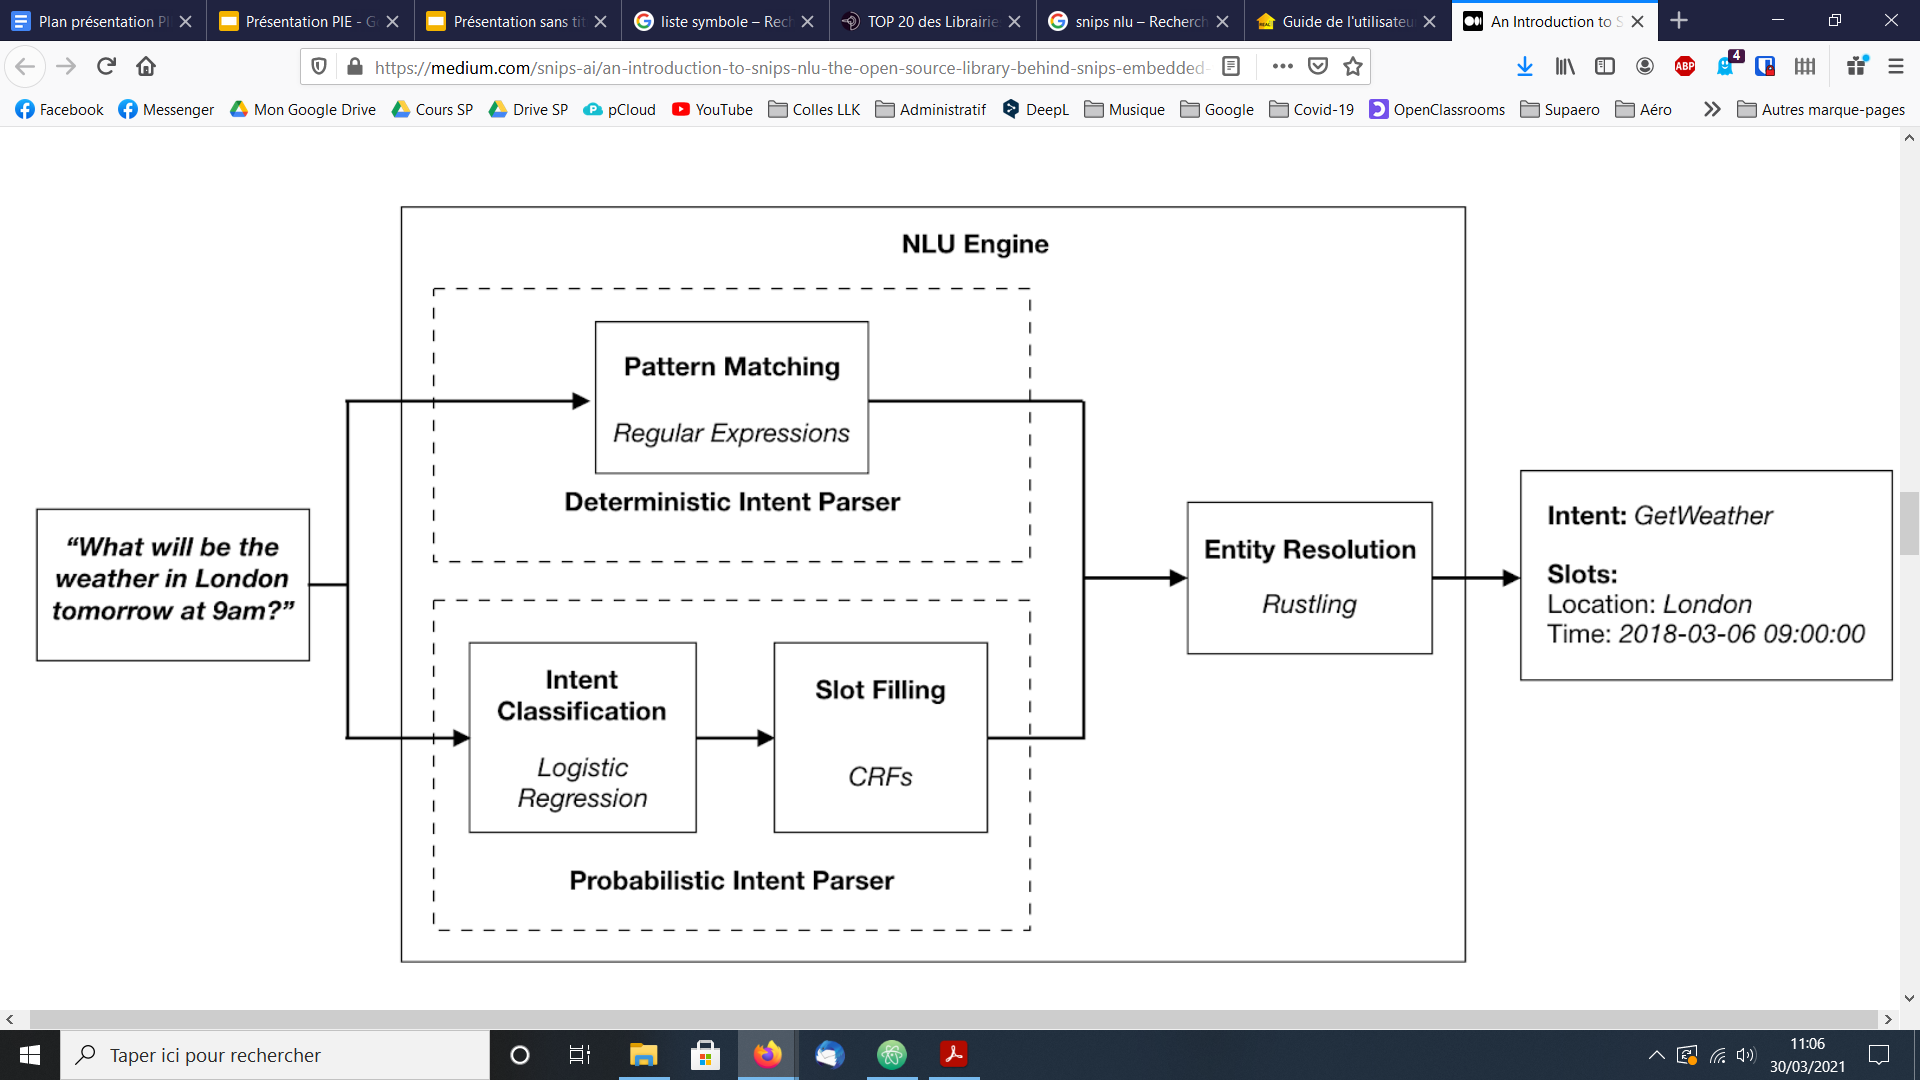 Plan présentation PI
Présentation PIE - G
Présentation sans tit
liste symbole – Rec
TOP 20 des Librairie
snips nlu – Recherch
Guide de l'utilisateu
An Introduction to S
https://medium.com/snips-ai/an-introduction-to-snips-nlu-the-open-source-library-behind-snips-embedded-
ABP
4
Facebook
Messenger
Mon Google Drive
Cours SP
Drive SP
pCloud
YouTube
Colles LLK
Administratif
DeepL
Musique
Google
Covid-19
OpenClassrooms
Supaero
Aéro
Autres marque-pages
NLU Engine
Pattern Matching
Regular Expressions
Deterministic Intent Parser
“What will be the
weather in London
tomorrow at 9am?”
Intent
Classification
Logistic
Regression
Slot Filling
CRFs
Probabilistic Intent Parser
Entity Resolution
Rustling
Intent: GetWeather
Slots:
Location: London
Time: 2018-03-06 09:00:00
Taper ici pour rechercher
11:06
30/03/2021